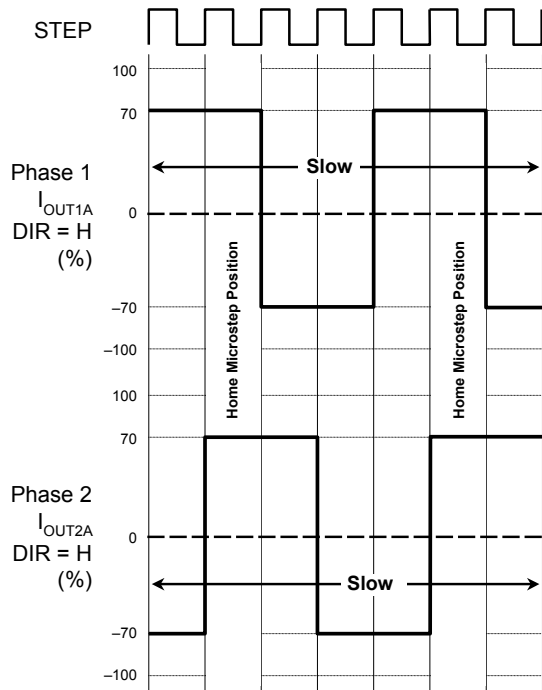 STEP
100
70
Slow
Phase 1
I_OUT1A
DIR = H
(%)
0
Home Microstep Position
Home Microstep Position
–70
–100
100
70
Phase 2
I_OUT2A
DIR = H
(%)
0
Slow
–70
–100